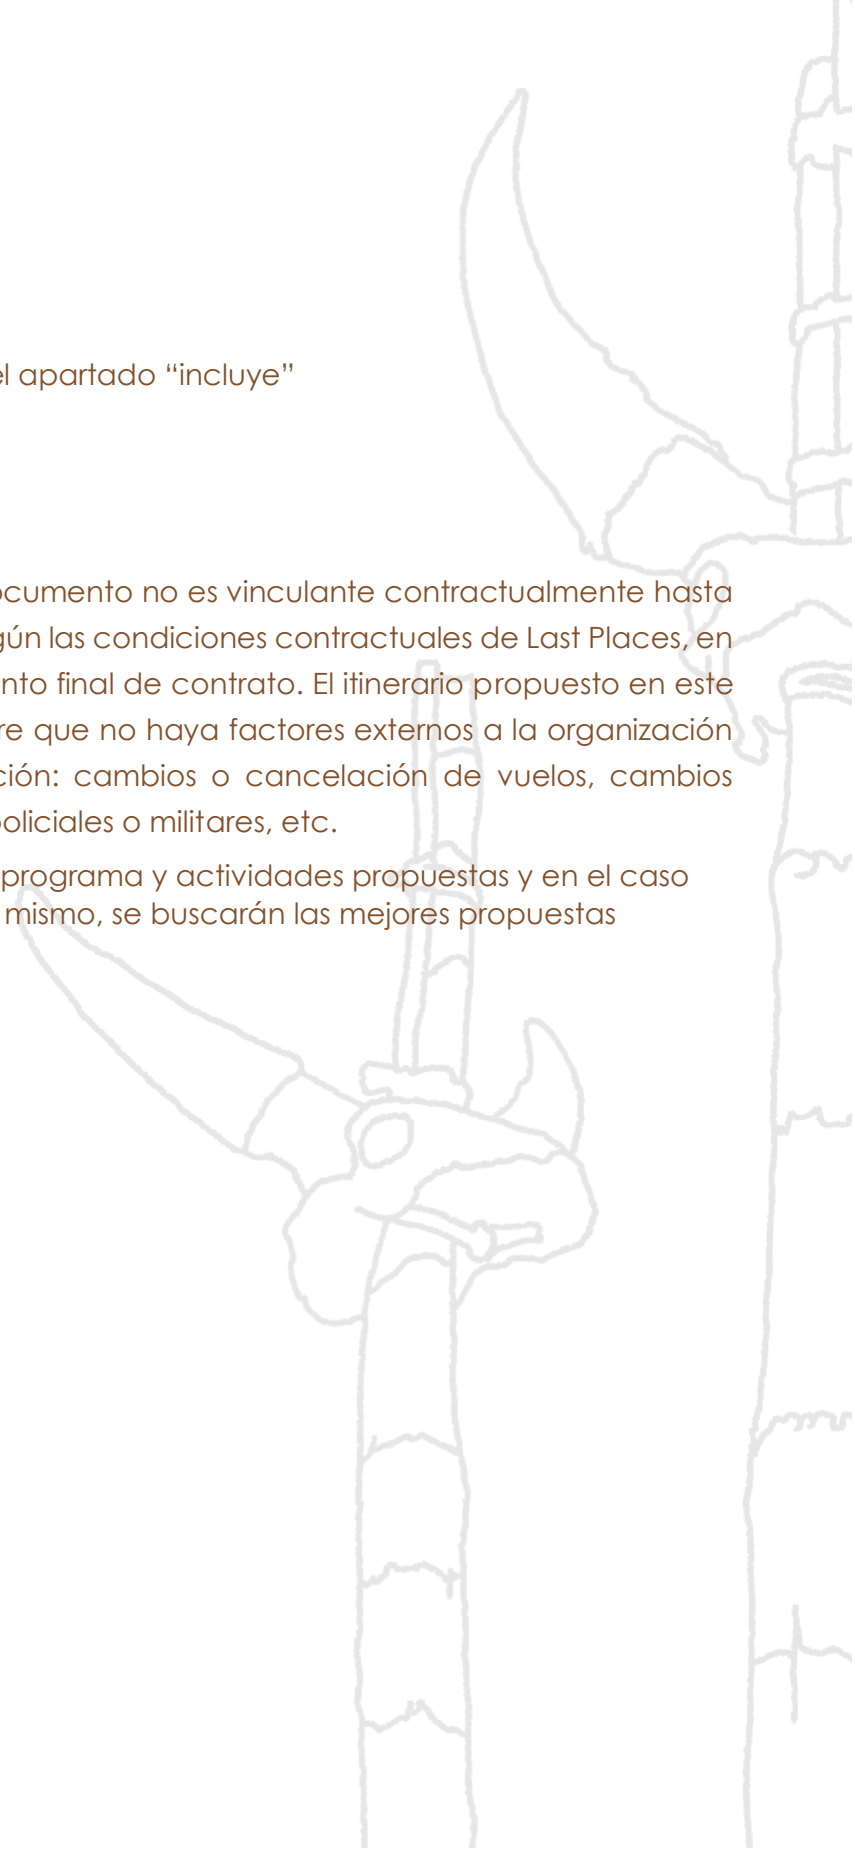 el apartado “incluye”
ocumento no es vinculante contractualmente hasta
gún las condiciones contractuales de Last Places, en
nto final de contrato. El itinerario propuesto en este
re que no haya factores externos a la organización
ción: cambios o cancelación de vuelos, cambios
policiales o militares, etc.
programa y actividades propuestas y en el caso
mismo, se buscarán las mejores propuestas